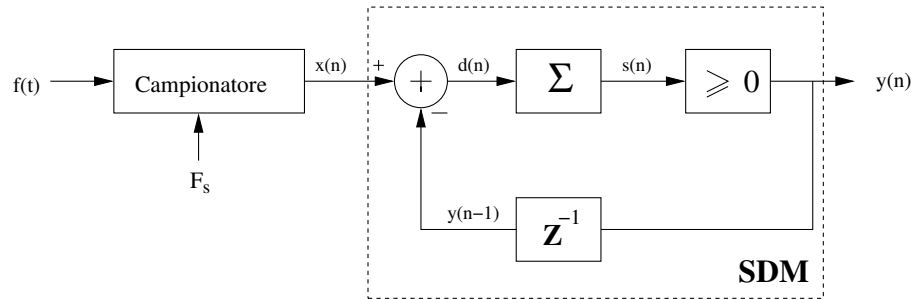 f(t)
Campionatore
x(n)
+
+
−
d(n)
Σ
s(n)
⩾ 0
y(n)
F_s
y(n−1)
Z^−1
SDM